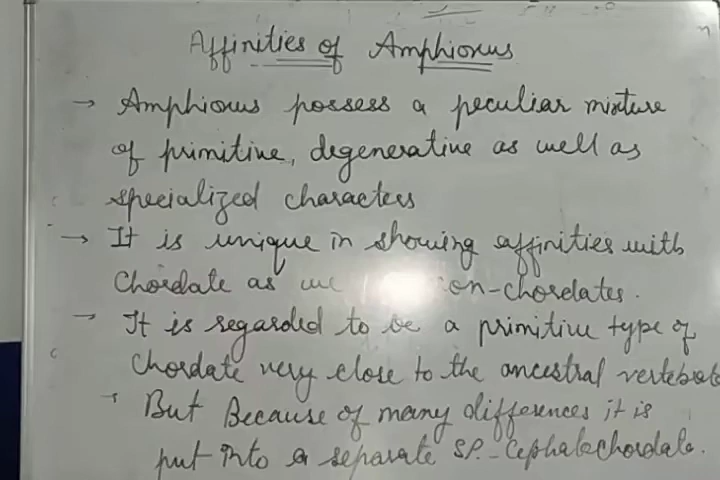 Affinities of Amphioxus
→ Amphioxus possess a peculiar mixture
of primitive, degenerative as well as
specialized characters
→ It is unique in showing affinities with
Chordate as we on-chordates.
→ It is regarded to be a primitive type of
Chordate very close to the ancestral vertebrat
→ But Because of many differences it is
put into a separate S.P.-Cephalochordata.